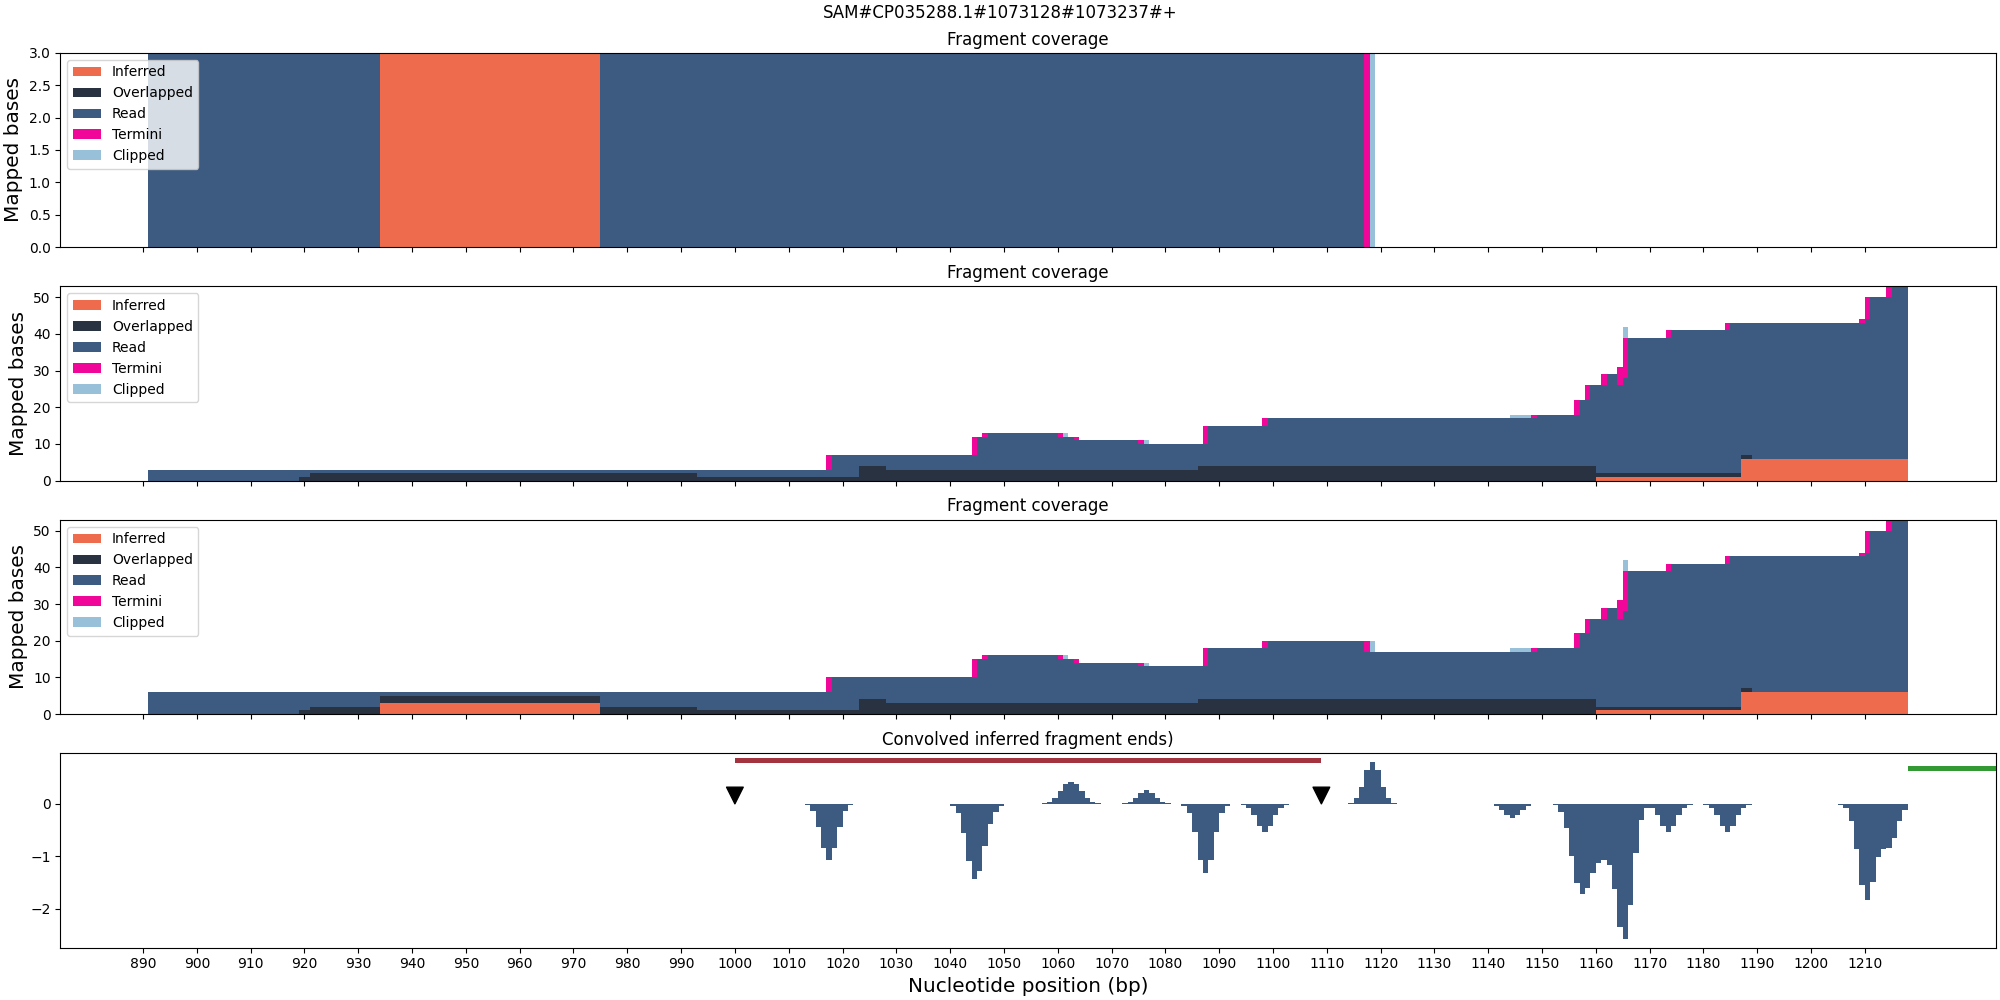 SAM#CP035288.1#1073128#1073237#+
Fragment coverage
Mapped bases
3.0
2.5
2.0
1.5
1.0
0.5
0.0
Inferred
Overlapped
Read
Termini
Clipped
Fragment coverage
Mapped bases
50
40
30
20
10
0
Inferred
Overlapped
Read
Termini
Clipped
Fragment coverage
Mapped bases
50
40
30
20
10
0
Inferred
Overlapped
Read
Termini
Clipped
Convolved inferred fragment ends)
0
−1
−2
890 900 910 920 930 940 950 960 970 980 990 1000 1010 1020 1030 1040 1050 1060 1070 1080 1090 1100 1110 1120 1130 1140 1150 1160 1170 1180 1190 1200 1210
Nucleotide position (bp)